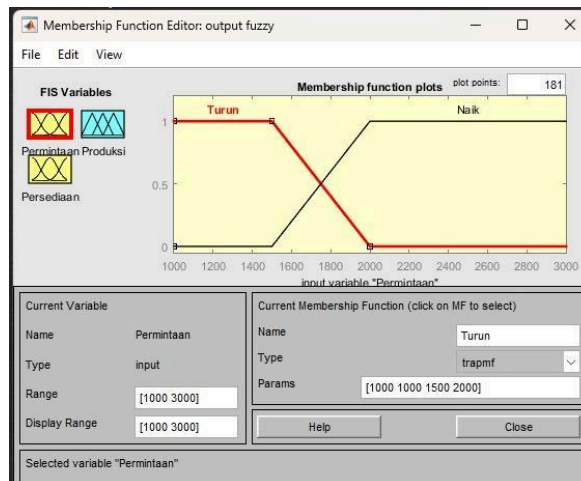 Membership Function Editor: output fuzzy
File Edit View
FIS Variables
Permintaan Produksi
Persediaan
Membership function plots
plot points: 181
Turun
Naik
1
0.5
0
1000 1200 1400 1600 1800 2000 2200 2400 2600 2800 3000
input variable "Permintaan"
Current Variable
Name Permintaan
Type input
Range [1000 3000]
Display Range [1000 3000]
Current Membership Function (click on MF to select)
Name Turun
Type trapmf
Params [1000 1000 1500 2000]
Help Close
Selected variable "Permintaan"